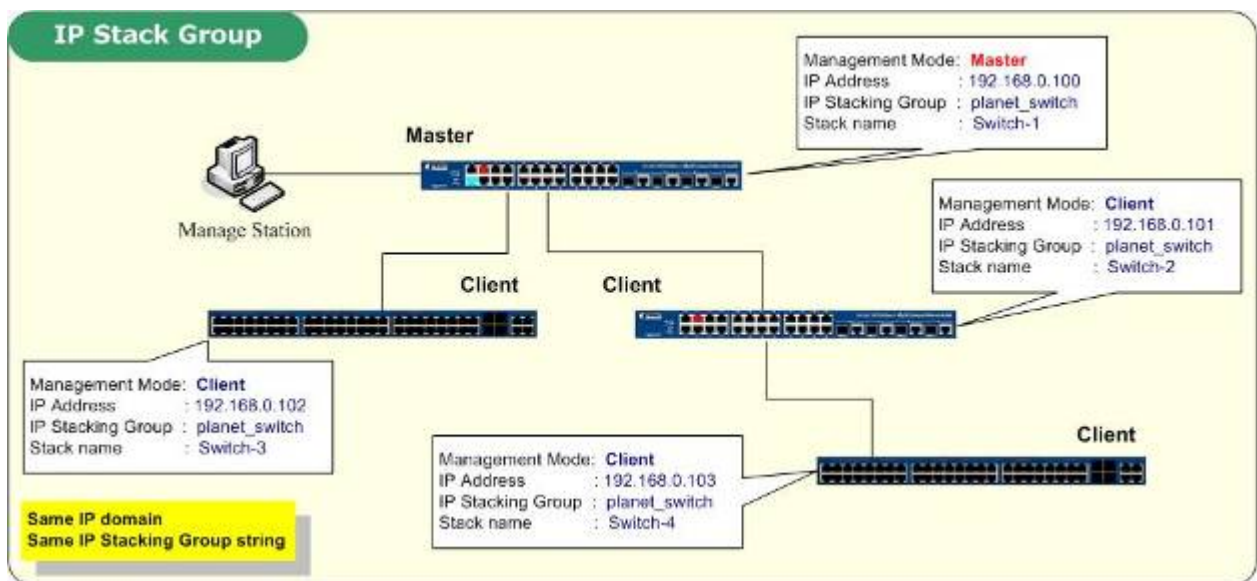 IP Stack Group
Management Mode: Master
IP Address : 192.168.0.100
IP Stacking Group : planet_switch
Stack name : Switch-1
Master
Manage Station
Management Mode: Client
IP Address : 192.168.0.101
IP Stacking Group : planet_switch
Stack name : Switch-2
Client
Client
Management Mode: Client
IP Address : 192.168.0.102
IP Stacking Group : planet_switch
Stack name : Switch-3
Client
Management Mode: Client
IP Address : 192.168.0.103
IP Stacking Group : planet_switch
Stack name : Switch-4
Same IP domain
Same IP Stacking Group string